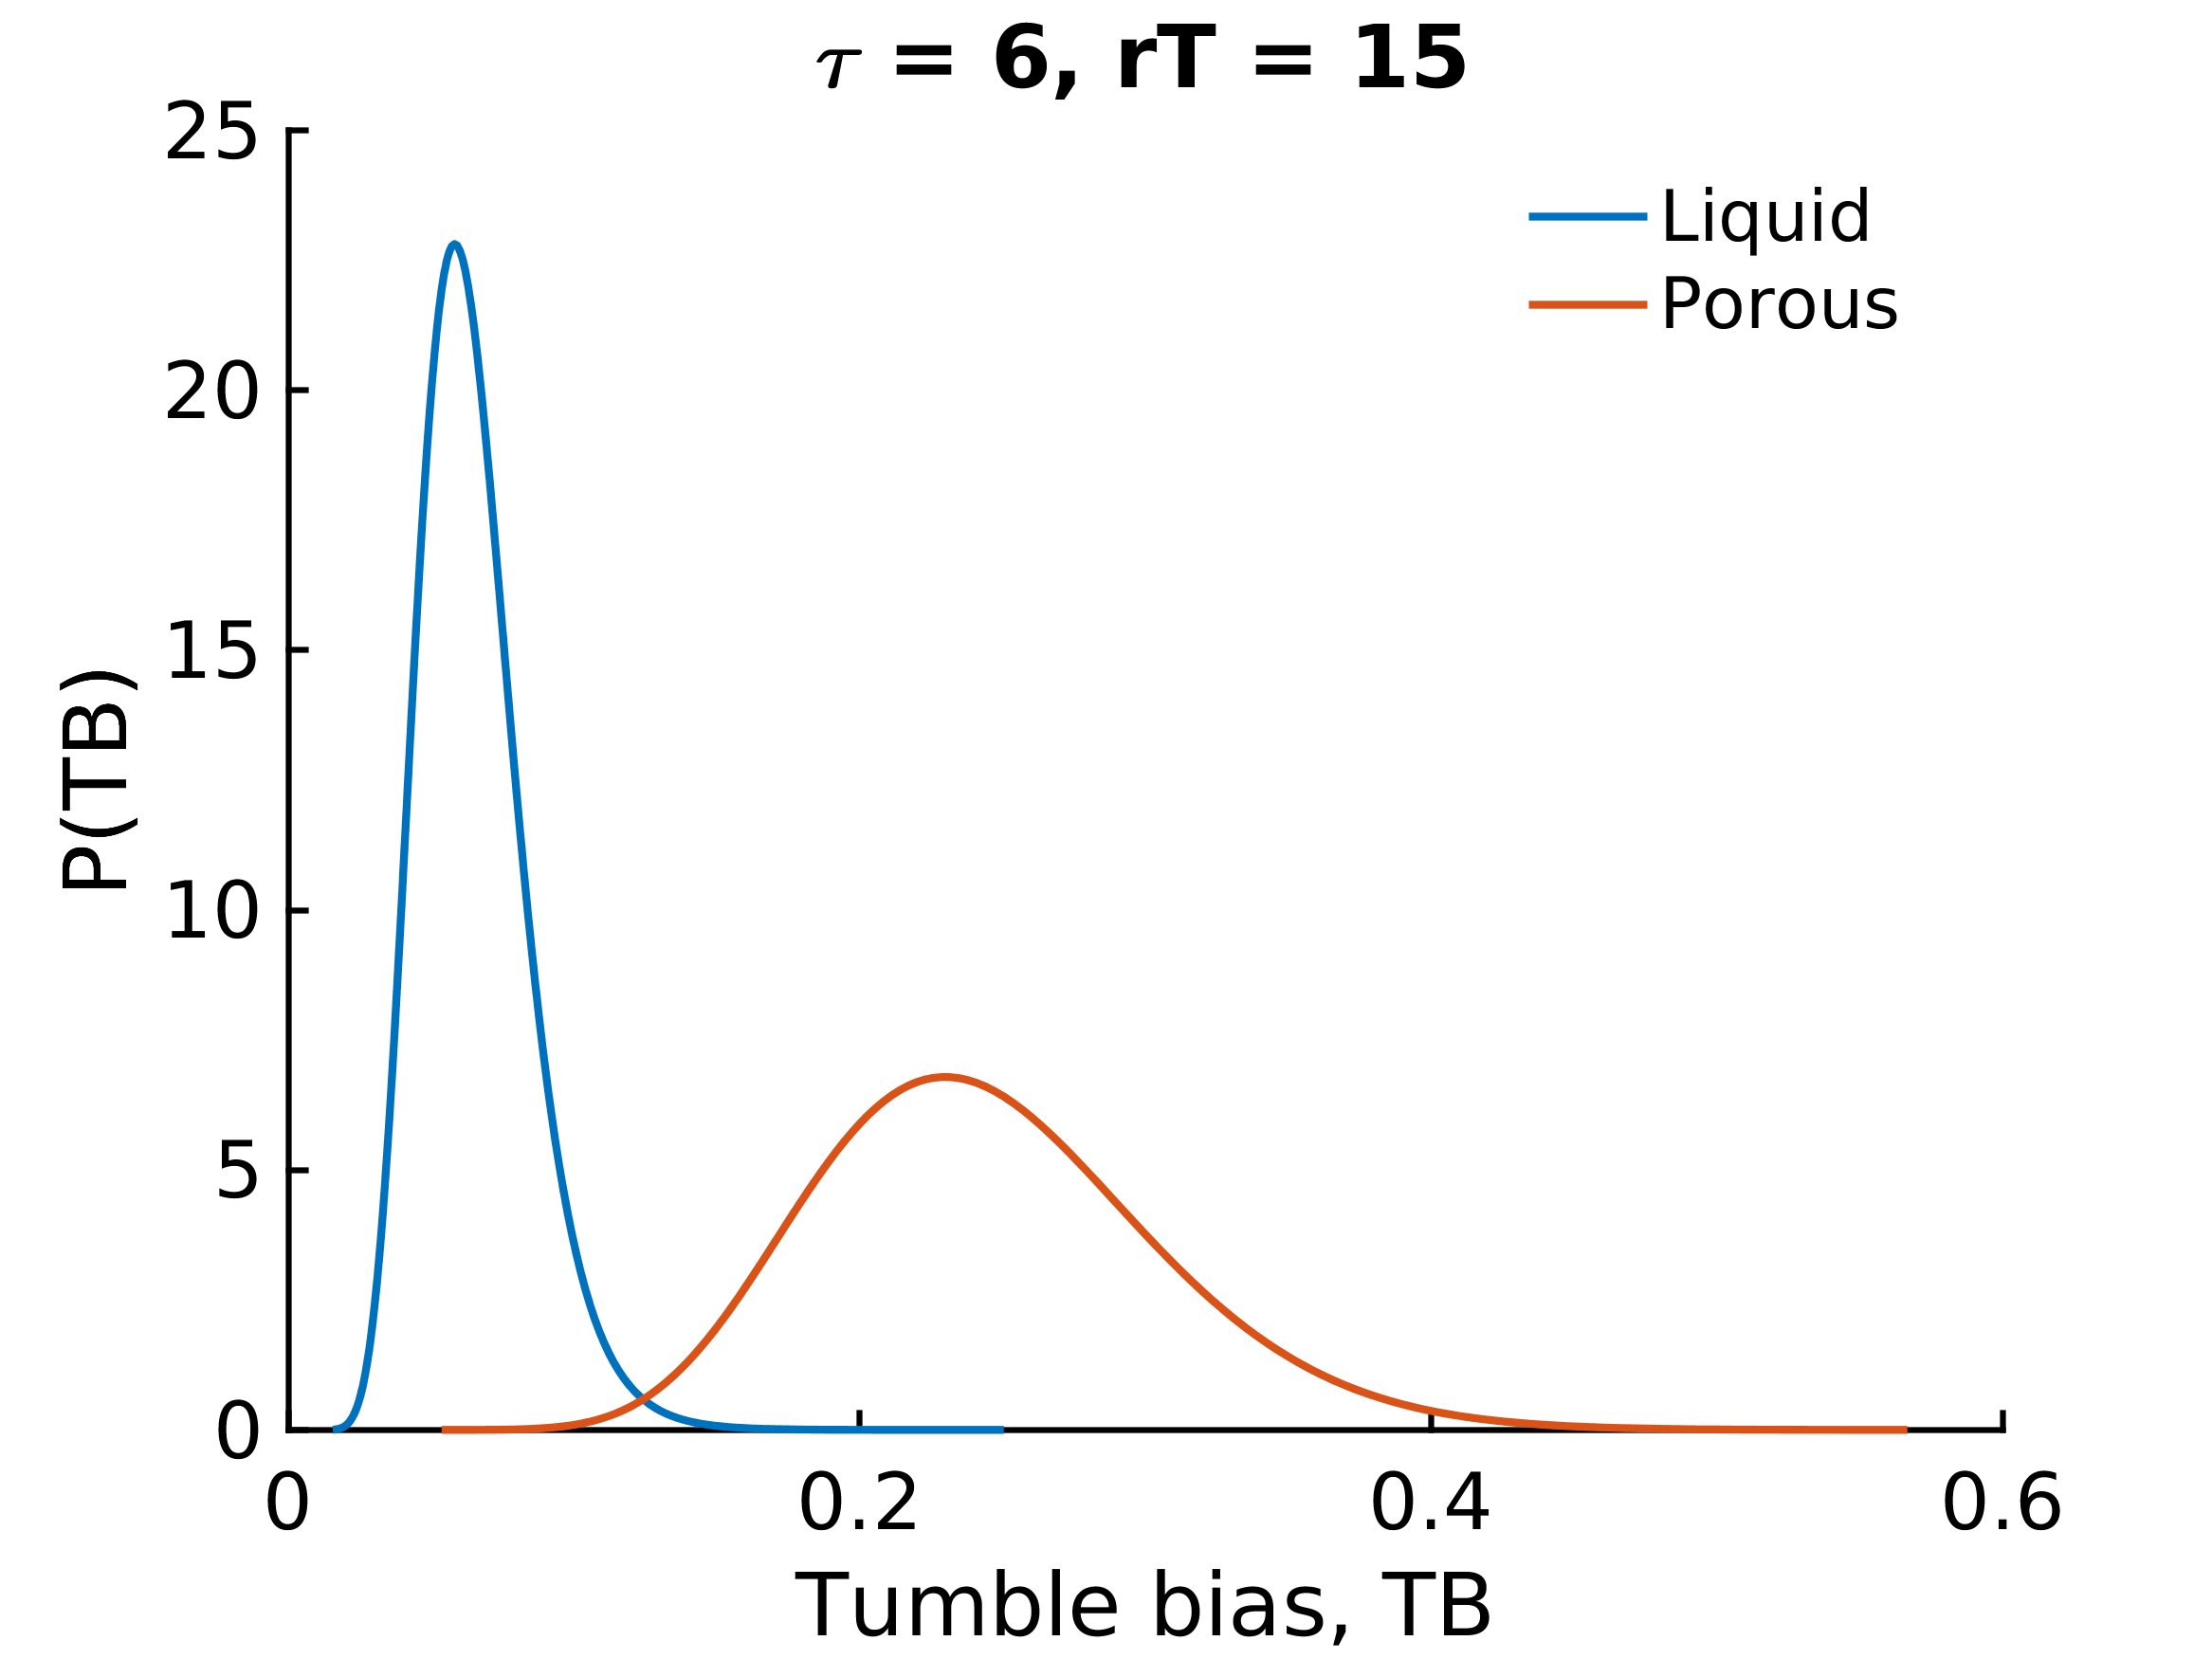 τ = 6, rT = 15
25
20
15
10
5
0
P(TB)
Liquid
Porous
0 0.2 0.4 0.6
Tumble bias, TB